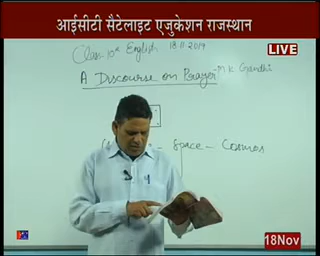 आईसीटी सैटेलाइट एजुकेशन राजस्थान
LIVE
Class-10th English 18.11.2019
A Discourse on Prayer - M K Gandhi
- Space - Cosmos
18Nov